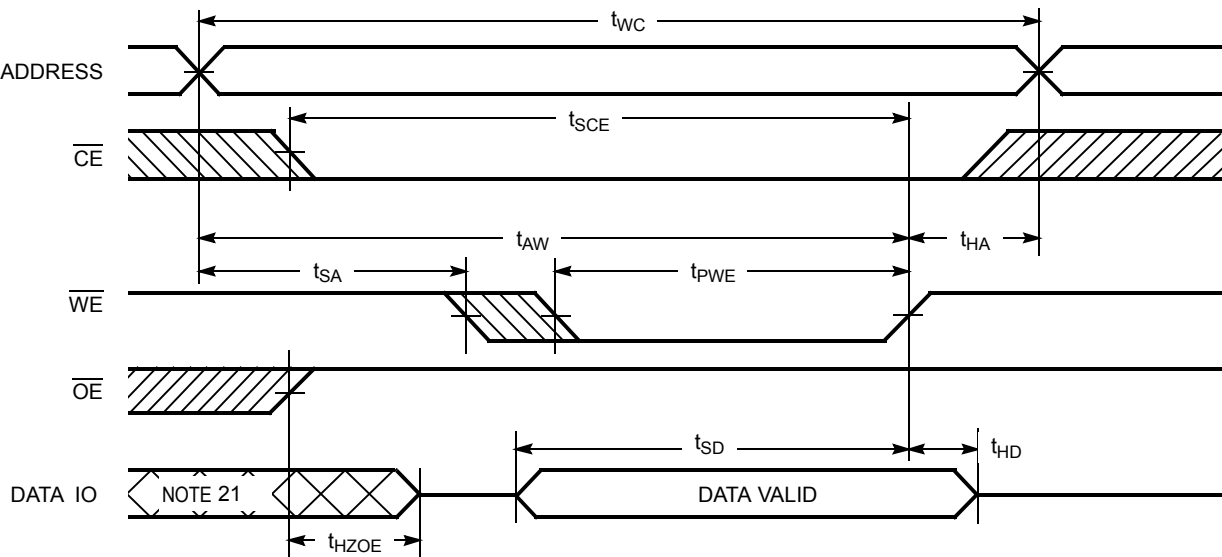 tWC
ADDRESS
tSCE
CE
tAW
tHA
tSA
tPWE
WE
OE
tSD
tHD
DATA IO
NOTE 21
DATA VALID
tHZOE